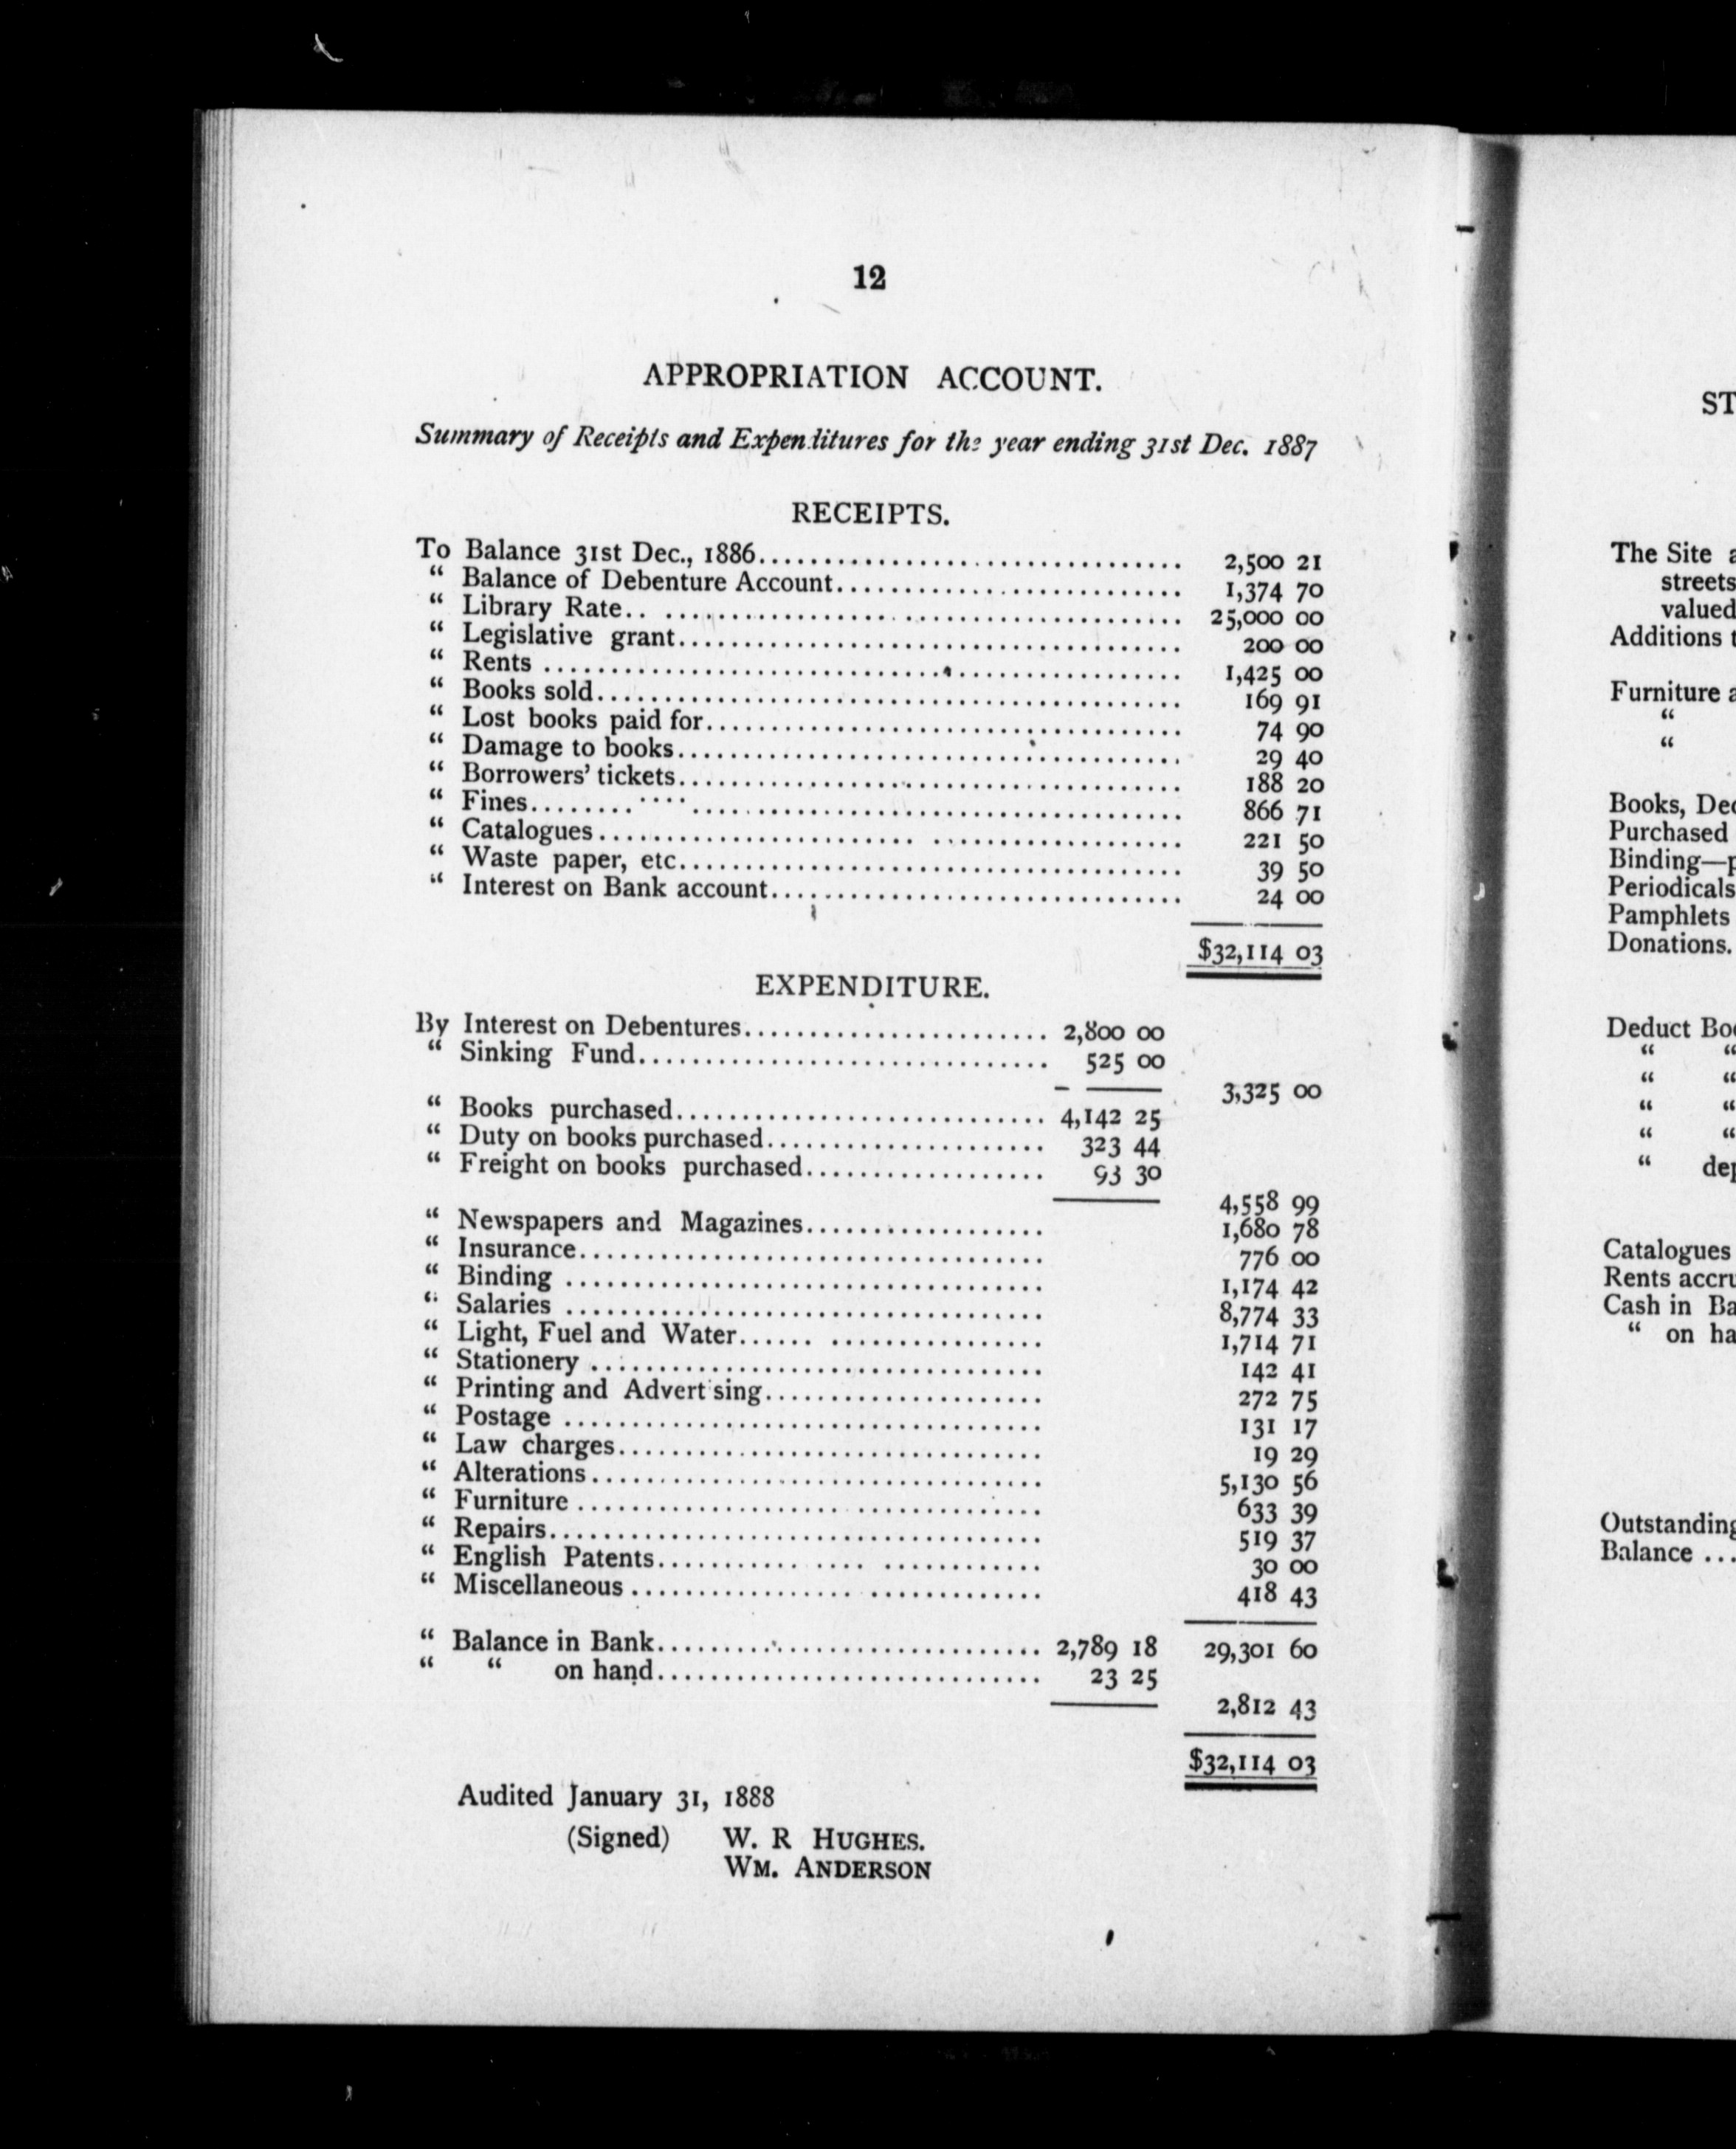 12
APPROPRIATION ACCOUNT.
Summary of Receipts and Expenditures for the year ending 31st Dec. 1887
RECEIPTS.
To Balance 31st Dec., 1886 2,500 21
“ Balance of Debenture Account 1,374 70
“ Library Rate 25,000 00
“ Legislative grant 200 00
“ Rents 1,425 00
“ Books sold 169 91
“ Lost books paid for 74 90
“ Damage to books 29 40
“ Borrowers’ tickets 188 20
“ Fines 866 71
“ Catalogues 221 50
“ Waste paper, etc. 39 50
“ Interest on Bank account 24 00
$32,114 03
EXPENDITURE.
By Interest on Debentures 2,800 00
“ Sinking Fund 525 00
3,325 00
“ Books purchased 4,142 25
“ Duty on books purchased 323 44
“ Freight on books purchased 93 30
4,558 99
“ Newspapers and Magazines 1,680 78
“ Insurance 776 00
“ Binding 1,174 42
“ Salaries 8,774 33
“ Light, Fuel and Water 1,714 71
“ Stationery 142 41
“ Printing and Advert sing 272 75
“ Postage 131 17
“ Law charges 19 29
“ Alterations 5,130 56
“ Furniture 633 39
“ Repairs 519 37
“ English Patents 30 00
“ Miscellaneous 418 43
“ Balance in Bank 2,789 18 29,301 60
“ “ on hand 23 25
2,812 43
$32,114 03
Audited January 31, 1888
(Signed) W. R HUGHES.
WM. ANDERSON
ST
The Site
streets
valued
Additions
Furniture
“
“
Books,
Purchased
Binding—
Periodicals
Pamphlets
Donations.
Deduct
“ “
“ “
“ “
“ “
“
Catalogues
Rents
Cash in
“ on
Outstanding
Balance